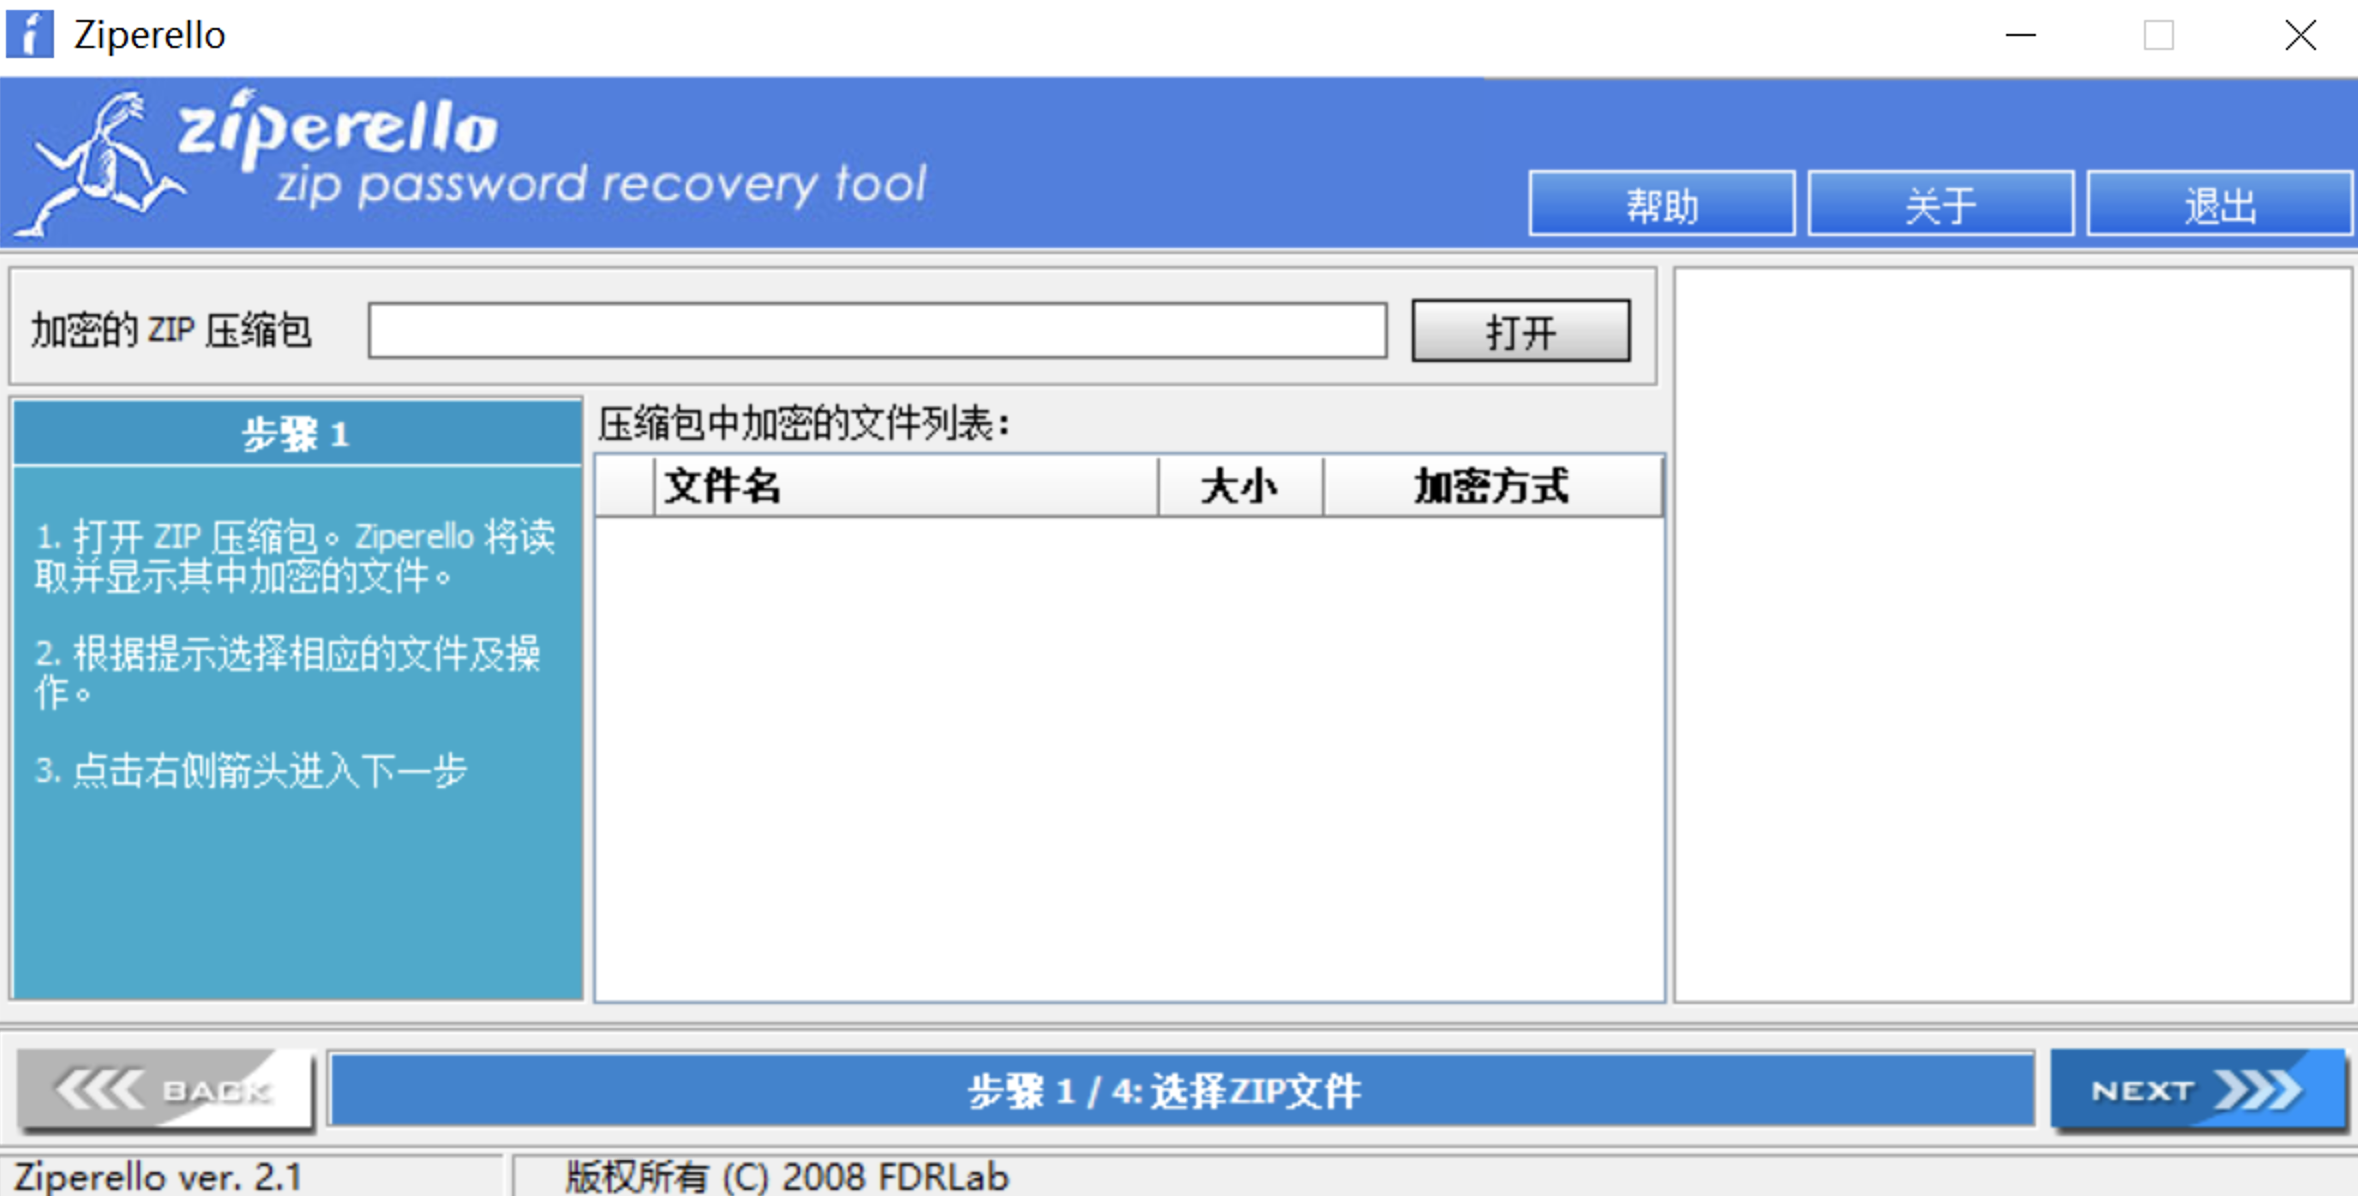 Ziperello
ziperello
zip password recovery tool
帮助
关于
退出
加密的 ZIP 压缩包
打开
步骤 1
1. 打开 ZIP 压缩包。Ziperello 将读
取并显示其中加密的文件。
2. 根据提示选择相应的文件及操
作。
3. 点击右侧箭头进入下一步
压缩包中加密的文件列表：
文件名 大小 加密方式
BACK
步骤 1 / 4: 选择ZIP文件
NEXT
Ziperello ver. 2.1
版权所有 (C) 2008 FDRLab